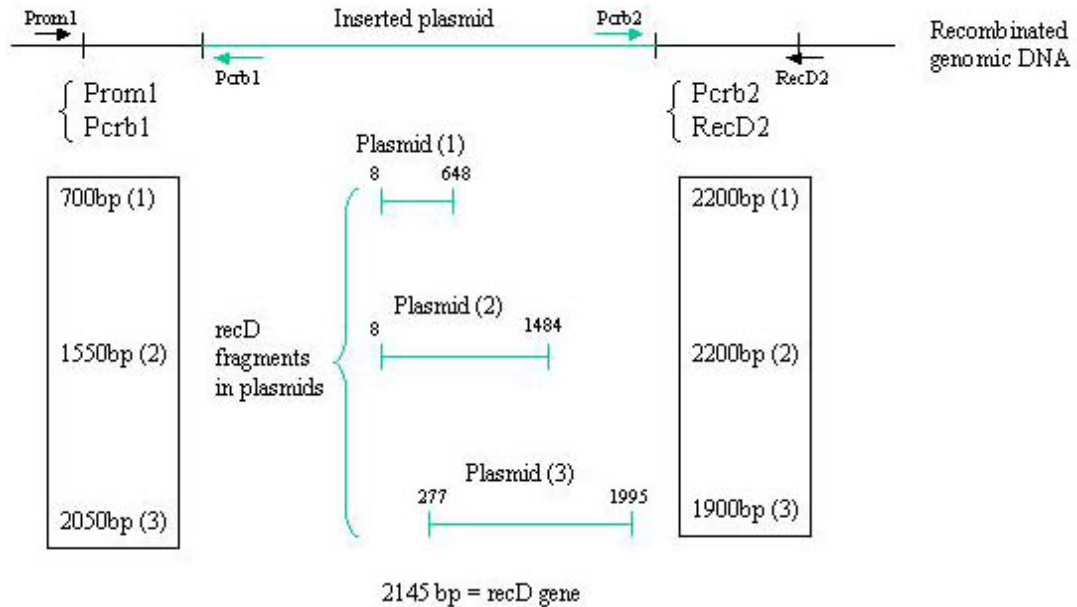 Prom1
Inserted plasmid
Pcrb2
Recombinated
genomic DNA
Pcrb1
RecD2
Prom1
Pcrb1
Pcrb2
RecD2
Plasmid (1)
8 648
700bp (1)
2200bp (1)
Plasmid (2)
8 1484
recD
fragments
in plasmids
1550bp (2)
2200bp (2)
Plasmid (3)
277 1995
2050bp (3)
1900bp (3)
2145 bp = recD gene